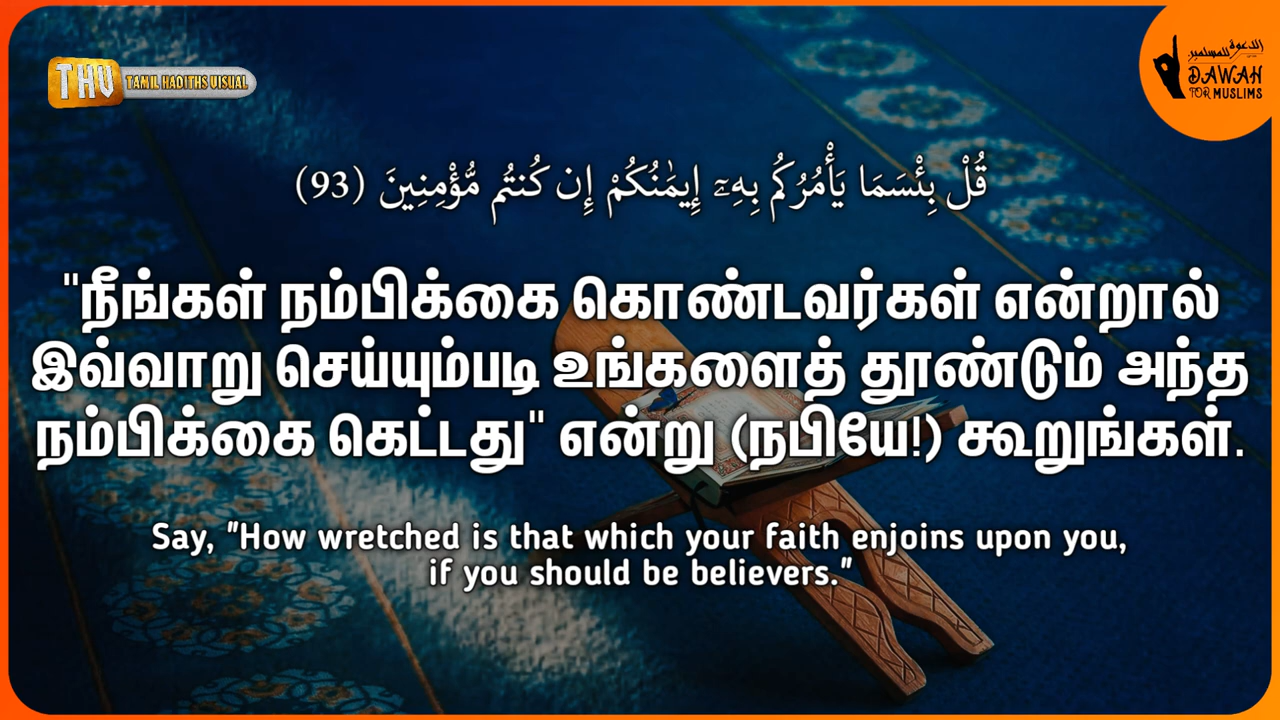 THV TAMIL HADITHS VISUAL
الدعوة للمسلمين
DAWAH
FOR MUSLIMS
قُلْ بِئْسَمَا يَأْمُرُكُم بِهِۦٓ إِيمَٰنُكُمْ إِن كُنتُم مُّؤْمِنِينَ (93)
"நீங்கள் நம்பிக்கை கொண்டவர்கள் என்றால்
இவ்வாறு செய்யும்படி உங்களைத் தூண்டும் அந்த
நம்பிக்கை கெட்டது" என்று (நபியே!) கூறுங்கள்.
Say, "How wretched is that which your faith enjoins upon you,
if you should be believers."